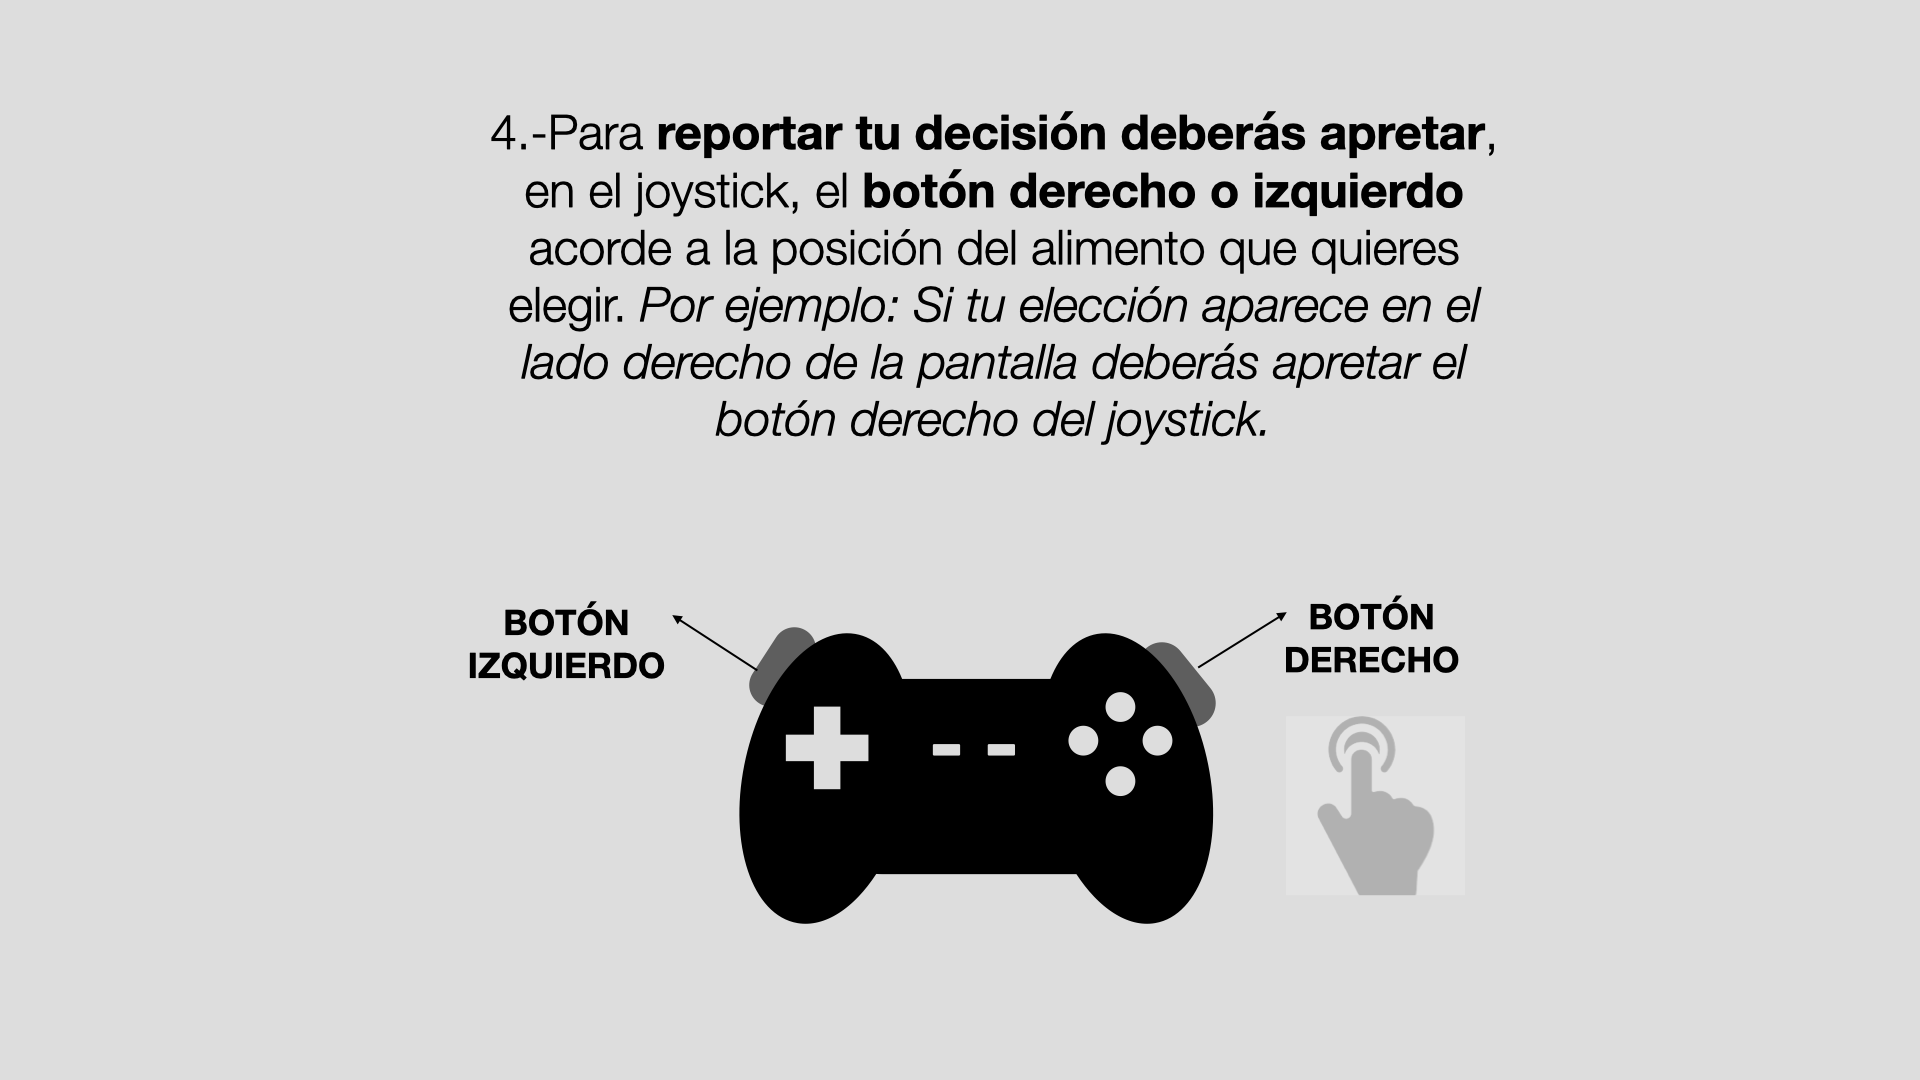 4.-Para reportar tu decisión deberás apretar,
en el joystick, el botón derecho o izquierdo
acorde a la posición del alimento que quieres
elegir. Por ejemplo: Si tu elección aparece en el
lado derecho de la pantalla deberás apretar el
botón derecho del joystick.
BOTÓN
IZQUIERDO
BOTÓN
DERECHO